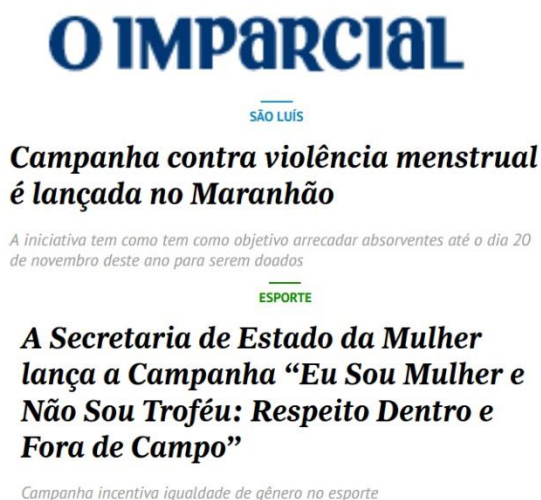 O IMPARCIAL
SÃO LUÍS
Campanha contra violência menstrual
é lançada no Maranhão
A iniciativa tem como tem como objetivo arrecadar absorventes até o dia 20
de novembro deste ano para serem doados
ESPORTE
A Secretaria de Estado da Mulher
lança a Campanha “Eu Sou Mulher e
Não Sou Troféu: Respeito Dentro e
Fora de Campo”
Campanha incentiva igualdade de gênero no esporte